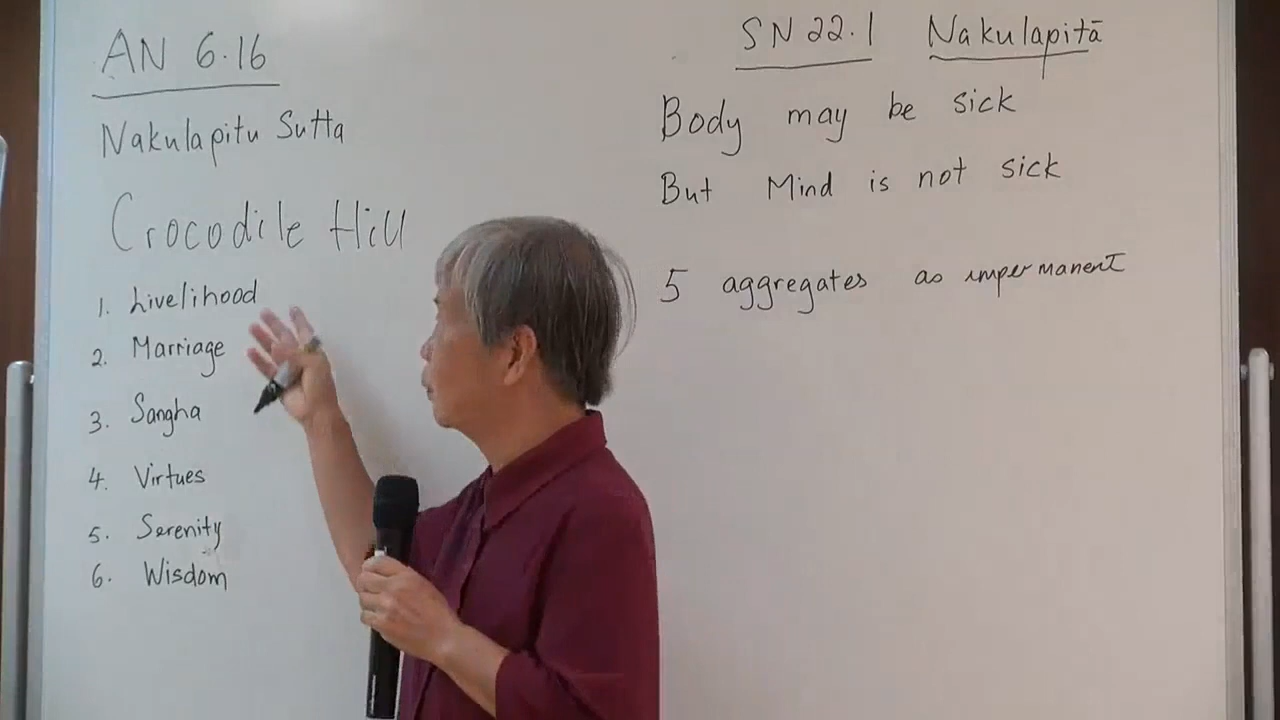 AN 6.16
Nakulapitu Sutta
Crocodile Hill
1. Livelihood
2. Marriage
3. Sangha
4. Virtues
5. Serenity
6. Wisdom
SN 22.1 Nakulapitā
Body may be sick
But Mind is not sick
5 aggregates as impermanent